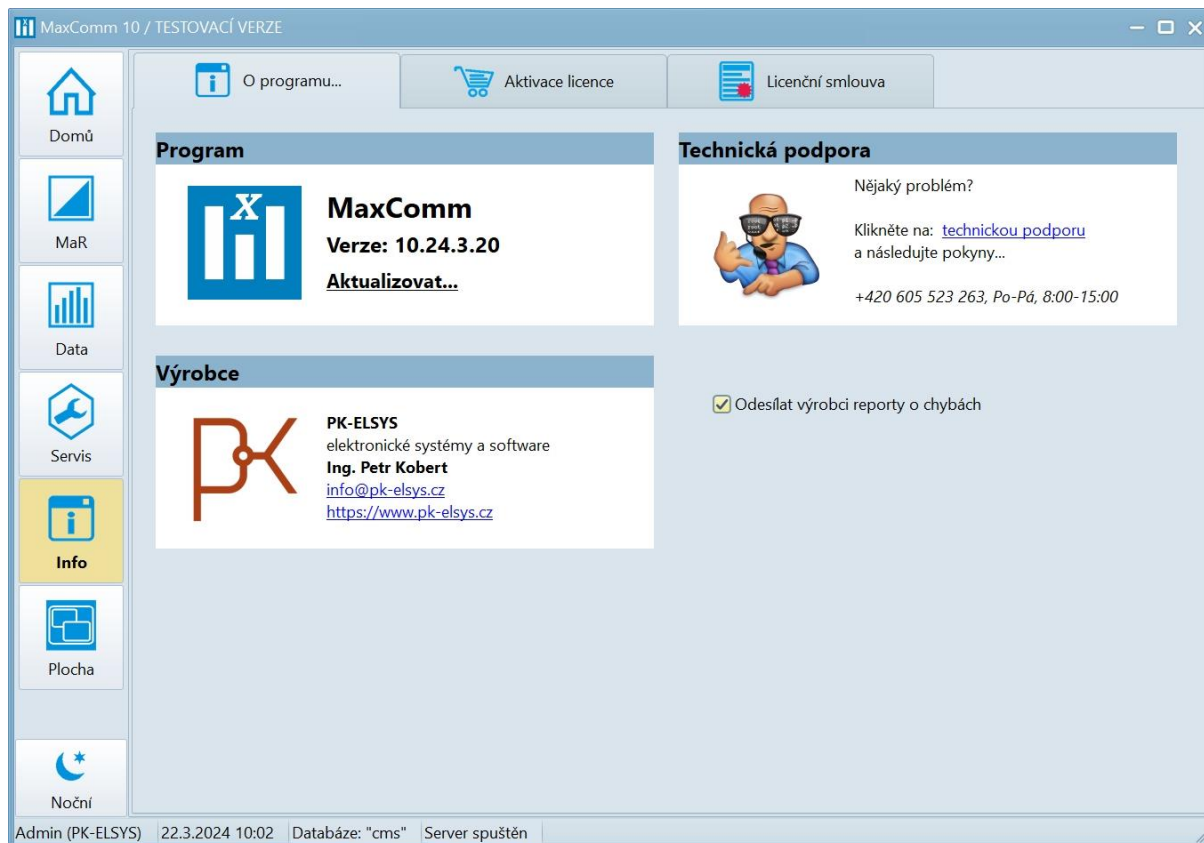 MaxComm 10 / TESTOVACÍ VERZE
Domů
MaR
Data
Servis
Info
Plocha
Noční
O programu...
Aktivace licence
Licenční smlouva
Program
MaxComm
Verze: 10.24.3.20
Aktualizovat...
Technická podpora
Nějaký problém?
Klikněte na: technickou podporu
a následujte pokyny...
+420 605 523 263, Po-Pá, 8:00-15:00
Výrobce
PK-ELSYS
elektronické systémy a software
Ing. Petr Kobert
info@pk-elsys.cz
https://www.pk-elsys.cz
Odesílat výrobci reporty o chybách
Admin (PK-ELSYS) 22.3.2024 10:02 Databáze: "cms" Server spuštěn